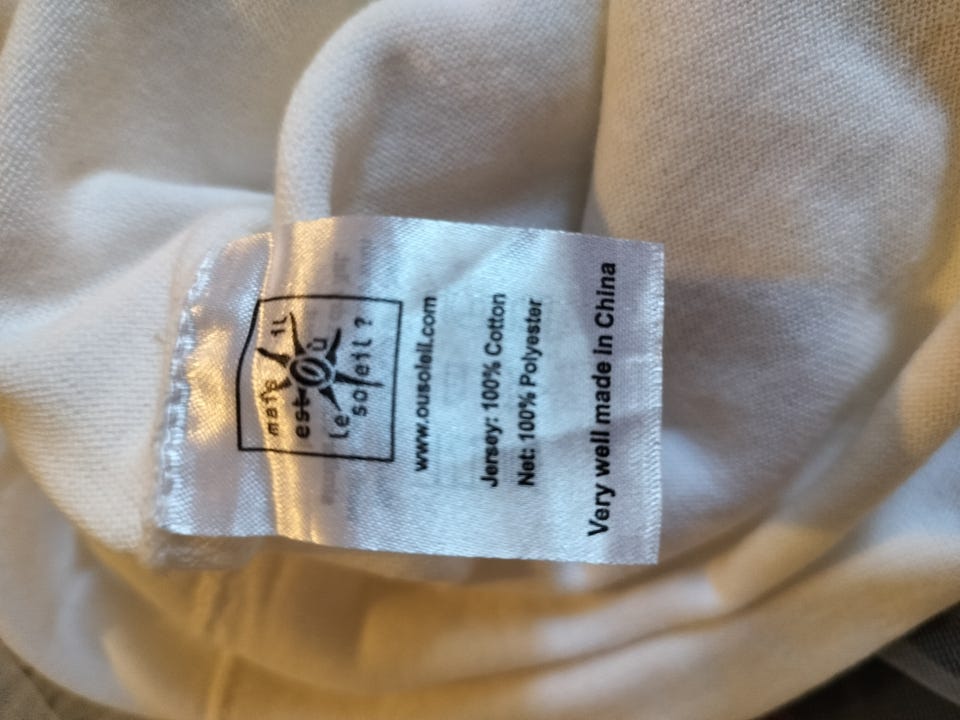 mais il
est où
le
soleil ?
www.ousoleil.com
Jersey: 100% Cotton
Net: 100% Polyester
Very well made in China